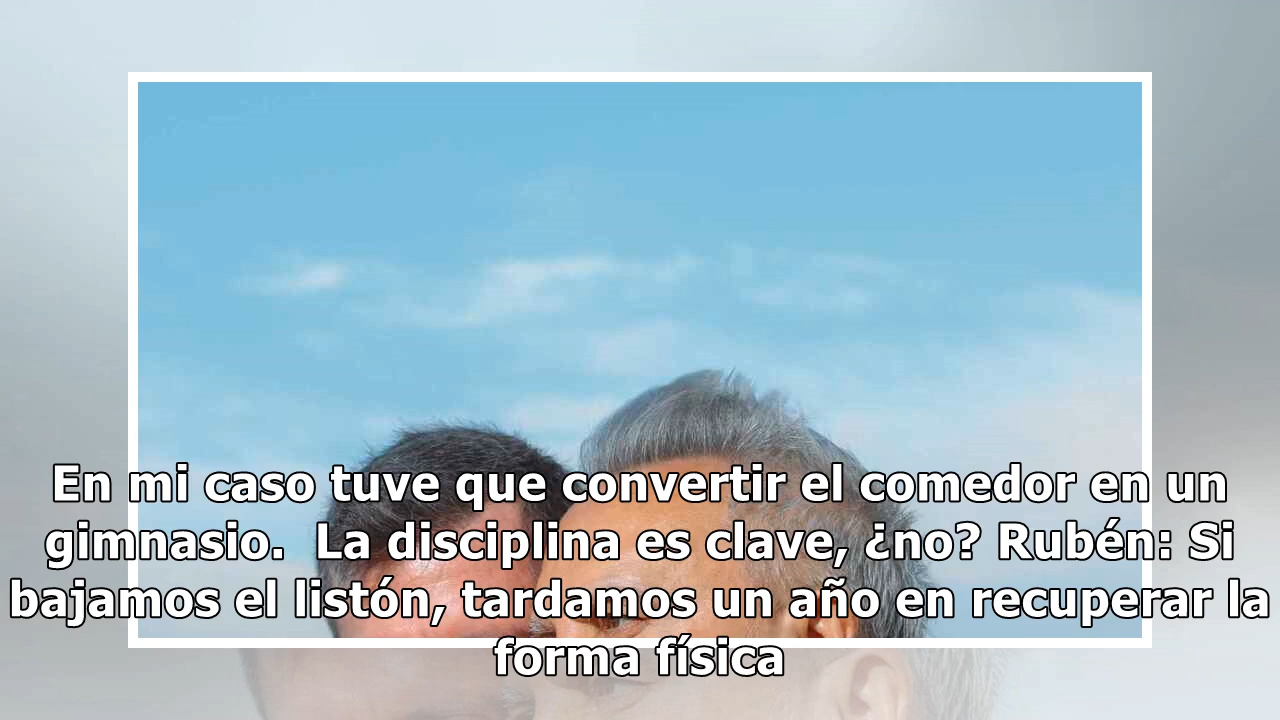 En mi caso tuve que convertir el comedor en un
gimnasio.  La disciplina es clave, ¿no? Rubén: Si
bajamos el listón, tardamos un año en recuperar la
forma física